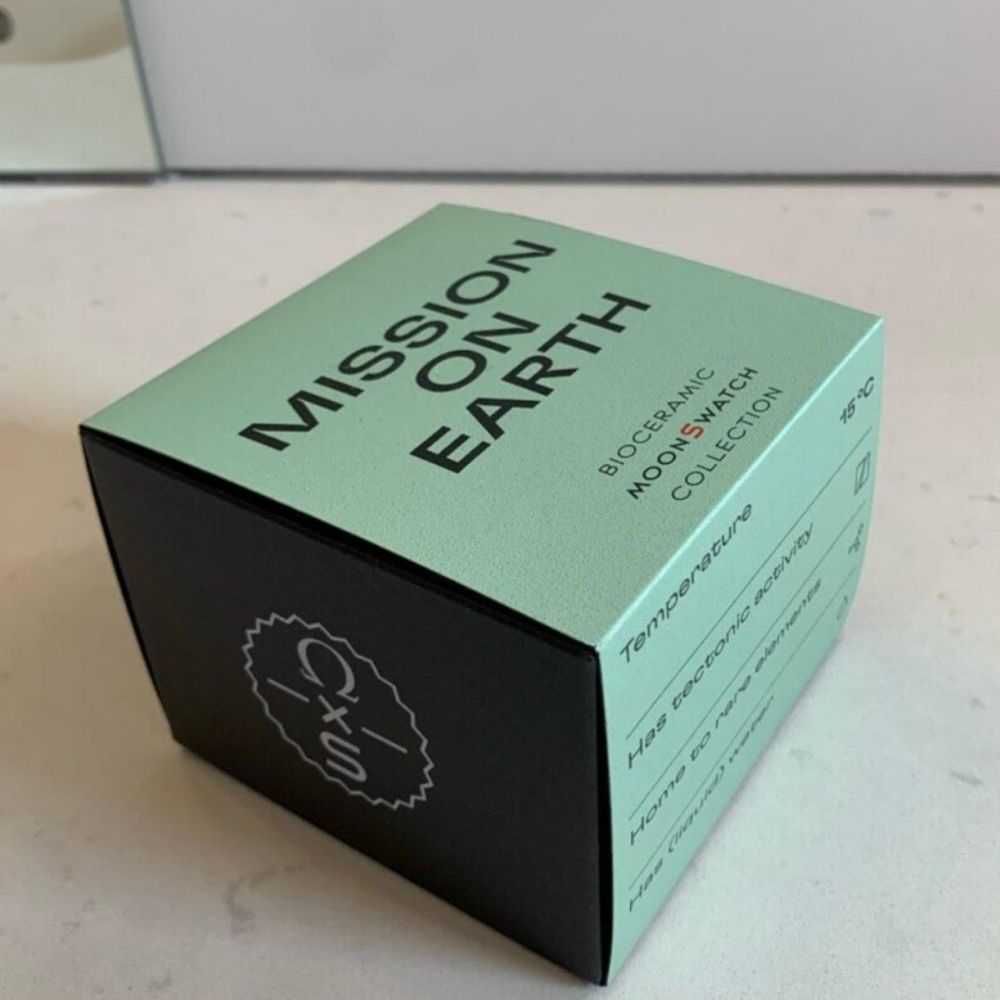 MISSION
ON
EARTH
BIOCERAMIC
MOONSWATCH
COLLECTION
Temperature 15 °C
Has tectonic activity
Home to rare elements
Has (liquid) water
Ω x S